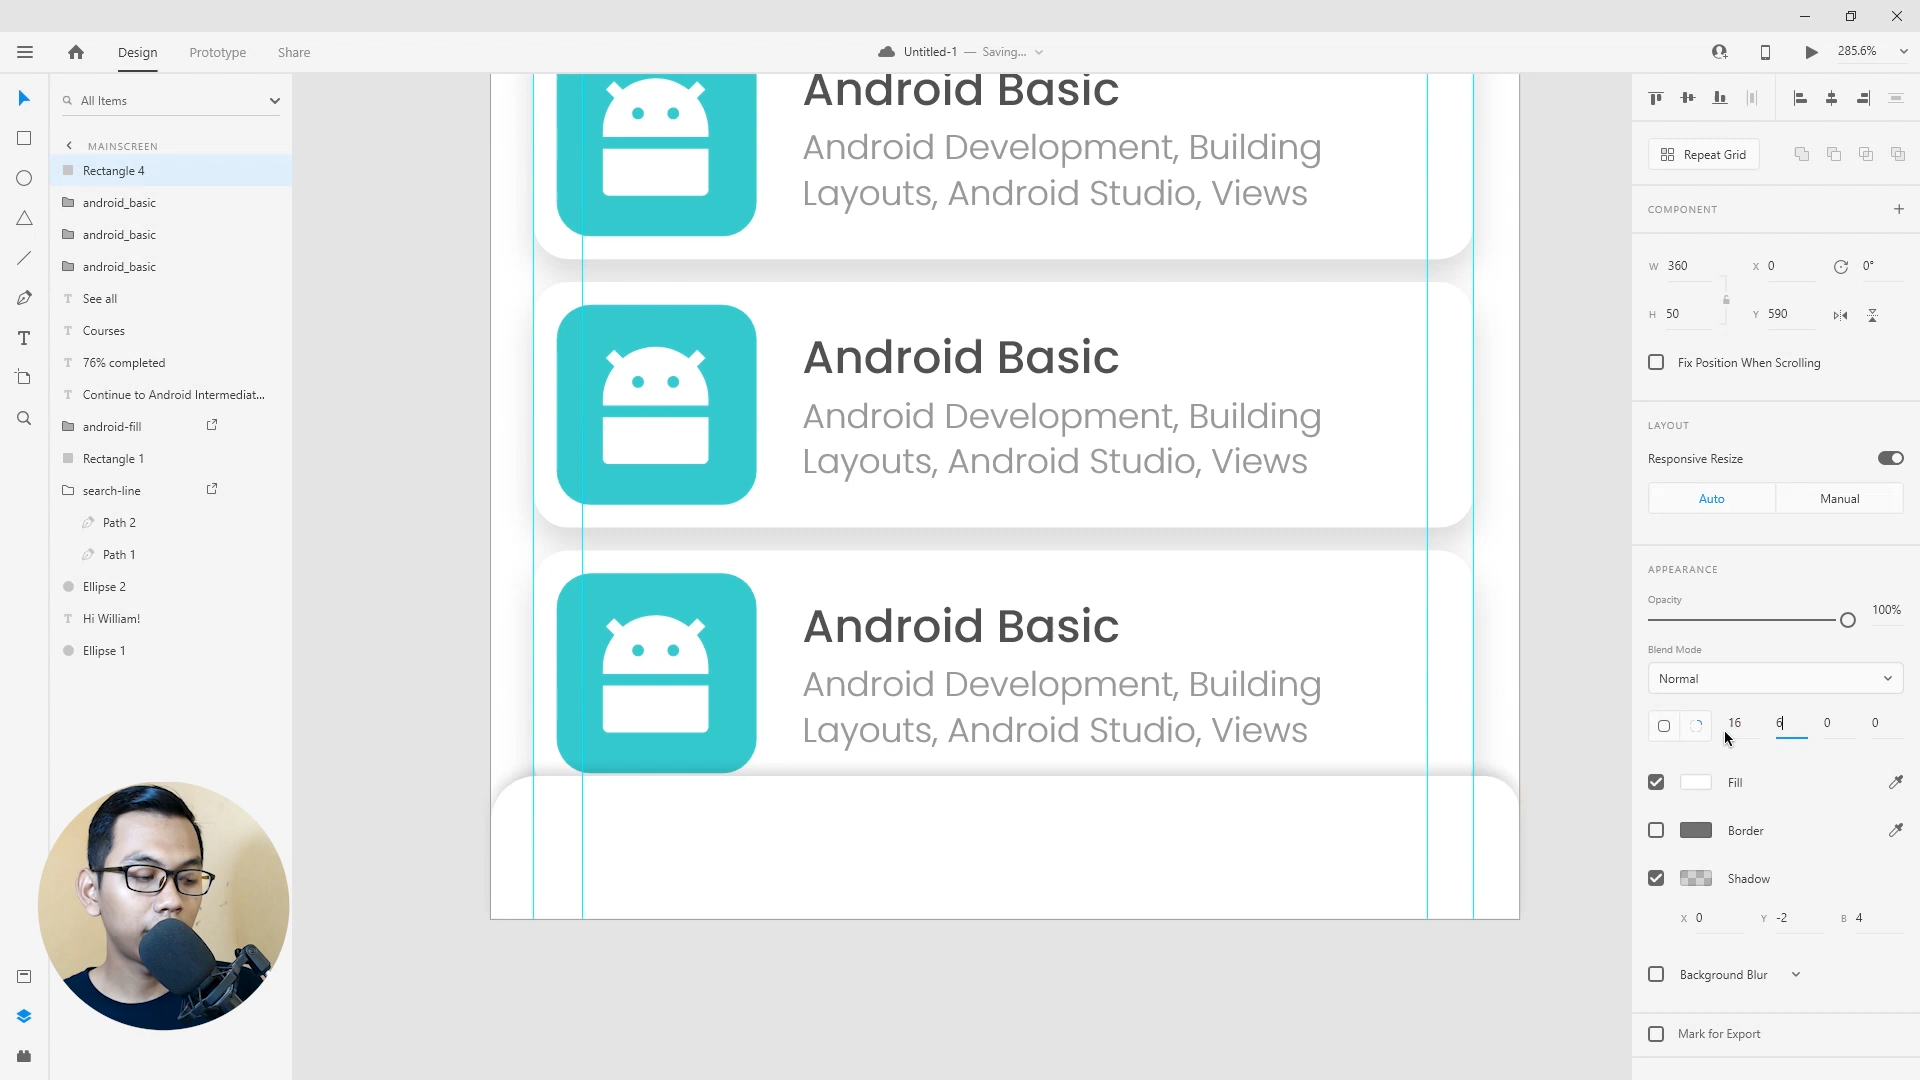 Design
Prototype
Share
Untitled-1 — Saving...
285.6%
All Items
MAINSCREEN
Rectangle 4
android_basic
android_basic
android_basic
See all
Courses
76% completed
Continue to Android Intermediat...
android-fill
Rectangle 1
search-line
Path 2
Path 1
Ellipse 2
Hi William!
Ellipse 1
Android Basic
Android Development, Building
Layouts, Android Studio, Views
Android Basic
Android Development, Building
Layouts, Android Studio, Views
Android Basic
Android Development, Building
Layouts, Android Studio, Views
Repeat Grid
COMPONENT
W 360 X 0 0°
H 50 Y 590
Fix Position When Scrolling
LAYOUT
Responsive Resize
Auto Manual
APPEARANCE
Opacity
100%
Blend Mode
Normal
16 6 0 0
Fill
Border
Shadow
X 0 Y -2 B 4
Background Blur
Mark for Export